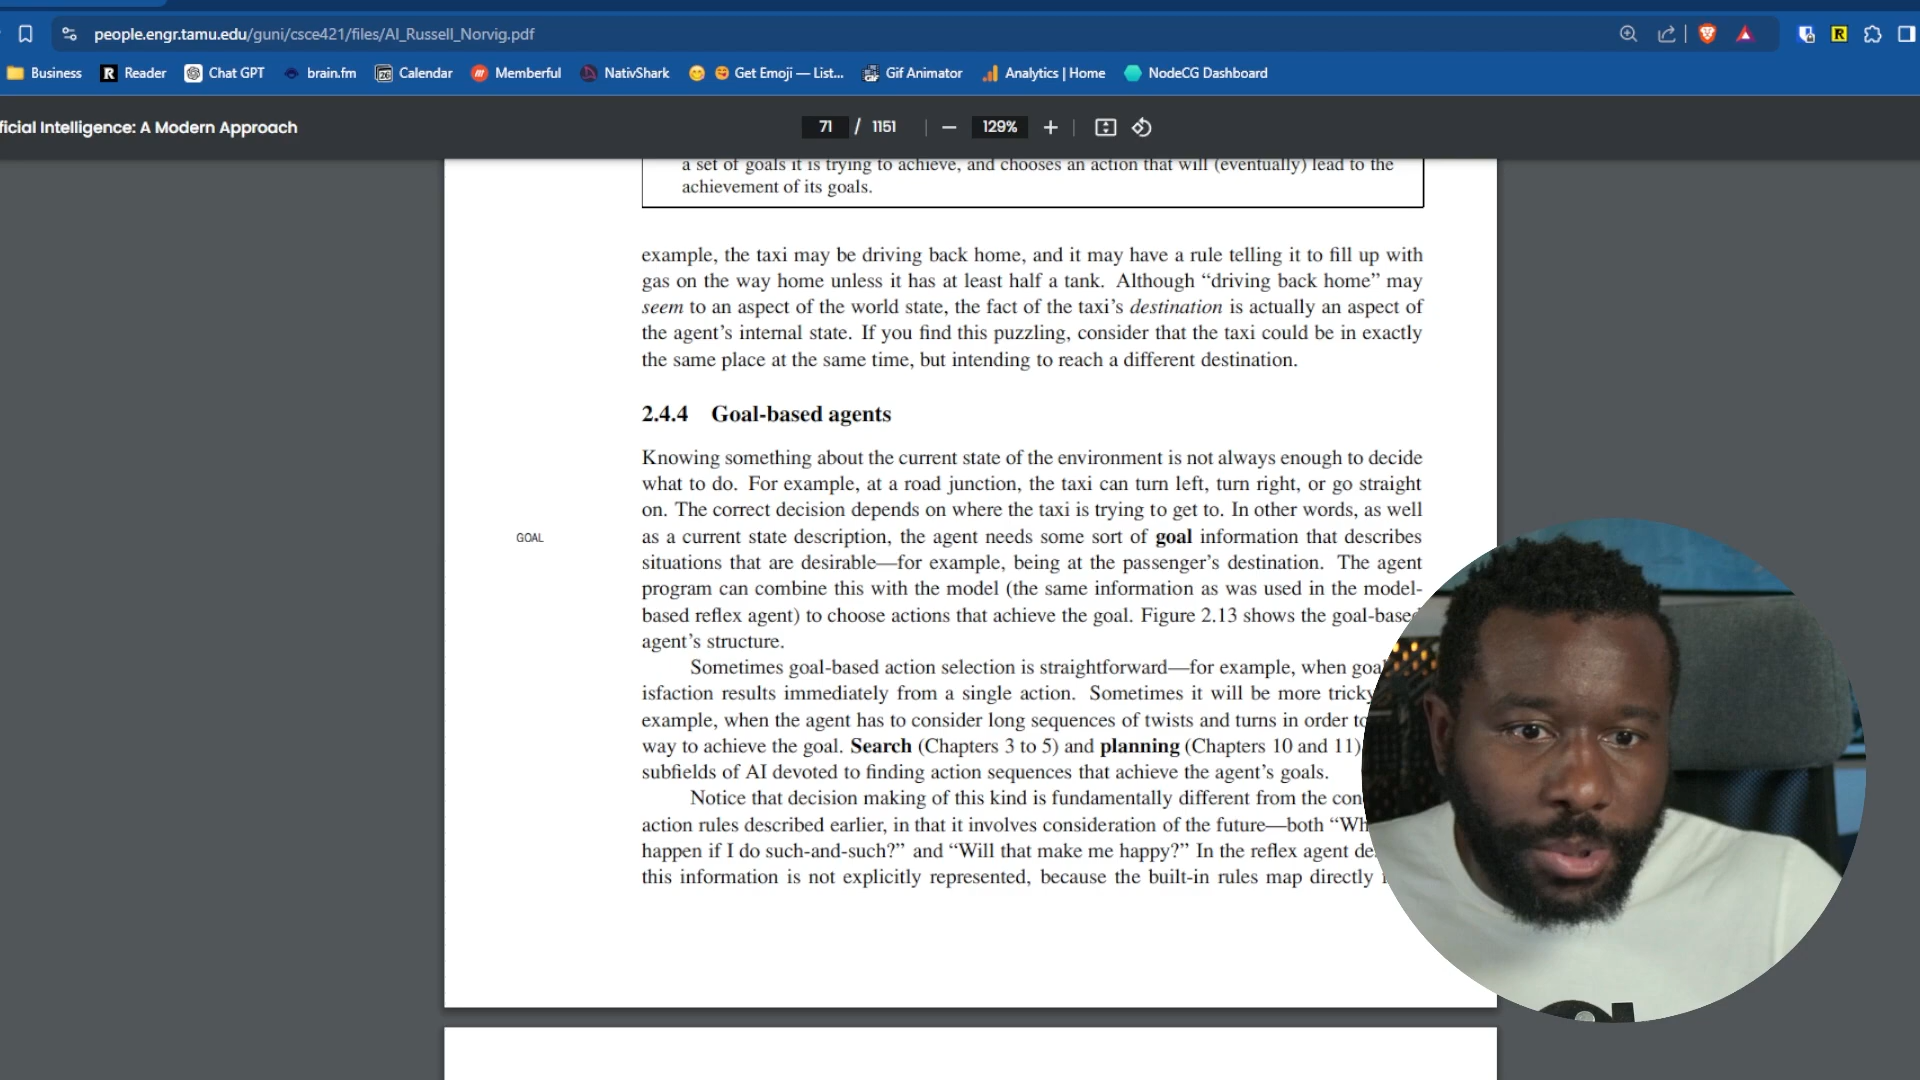 people.engr.tamu.edu/guni/csce421/files/AI_Russell_Norvig.pdf
Business Reader Chat GPT brain.fm Calendar Memberful NativShark Get Emoji — List... Gif Animator Analytics | Home NodeCG Dashboard
ficial Intelligence: A Modern Approach 71 / 1151 — 129% +
a set of goals it is trying to achieve, and chooses an action that will (eventually) lead to the
achievement of its goals.
example, the taxi may be driving back home, and it may have a rule telling it to fill up with
gas on the way home unless it has at least half a tank. Although “driving back home” may
seem to an aspect of the world state, the fact of the taxi’s destination is actually an aspect of
the agent’s internal state. If you find this puzzling, consider that the taxi could be in exactly
the same place at the same time, but intending to reach a different destination.
2.4.4 Goal-based agents
Knowing something about the current state of the environment is not always enough to decide
what to do. For example, at a road junction, the taxi can turn left, turn right, or go straight
on. The correct decision depends on where the taxi is trying to get to. In other words, as well
GOAL as a current state description, the agent needs some sort of goal information that describes
situations that are desirable—for example, being at the passenger’s destination. The agent
program can combine this with the model (the same information as was used in the model-
based reflex agent) to choose actions that achieve the goal. Figure 2.13 shows the goal-based
agent’s structure.
Sometimes goal-based action selection is straightforward—for example, when goal
isfaction results immediately from a single action. Sometimes it will be more tricky
example, when the agent has to consider long sequences of twists and turns in order to
way to achieve the goal. Search (Chapters 3 to 5) and planning (Chapters 10 and 11)
subfields of AI devoted to finding action sequences that achieve the agent’s goals.
Notice that decision making of this kind is fundamentally different from the con
action rules described earlier, in that it involves consideration of the future—both “Wh
happen if I do such-and-such?” and “Will that make me happy?” In the reflex agent de
this information is not explicitly represented, because the built-in rules map directly